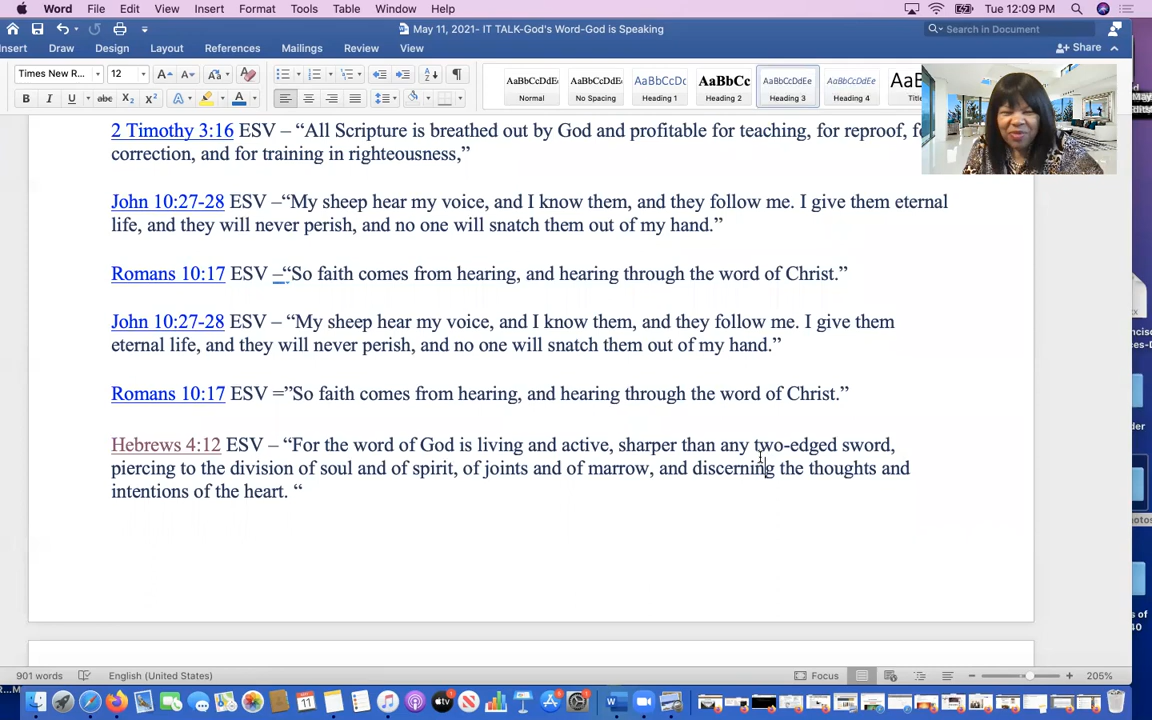 Word File Edit View Insert Format Tools Table Window Help Tue 12:09 PM
May 11, 2021- IT TALK-God's Word-God is Speaking
Search in Document
nsert Draw Design Layout References Mailings Review View
Share
Times New R... 12
AaBbCcDdEe AaBbCcDdEe AaBbCcDc AaBbCc AaBbCcDdEe AaBbCcDdEe
Normal No Spacing Heading 1 Heading 2 Heading 3 Heading 4 Titl
2 Timothy 3:16 ESV – “All Scripture is breathed out by God and profitable for teaching, for reproof, f
correction, and for training in righteousness,”
John 10:27-28 ESV –“My sheep hear my voice, and I know them, and they follow me. I give them eternal
life, and they will never perish, and no one will snatch them out of my hand.”
Romans 10:17 ESV –“So faith comes from hearing, and hearing through the word of Christ.”
John 10:27-28 ESV – “My sheep hear my voice, and I know them, and they follow me. I give them
eternal life, and they will never perish, and no one will snatch them out of my hand.”
Romans 10:17 ESV =”So faith comes from hearing, and hearing through the word of Christ.”
Hebrews 4:12 ESV – “For the word of God is living and active, sharper than any two-edged sword,
piercing to the division of soul and of spirit, of joints and of marrow, and discerning the thoughts and
intentions of the heart. “
901 words English (United States) Focus 205%